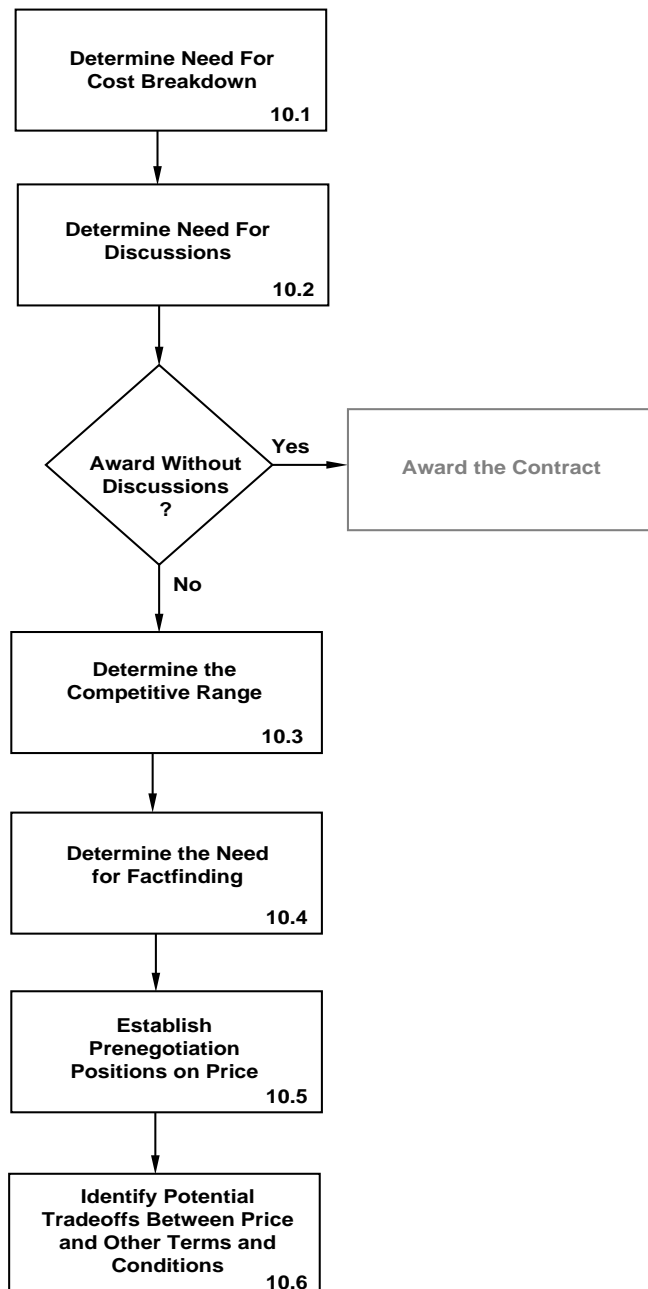 Determine Need For
Cost Breakdown
10.1
Determine Need For
Discussions
10.2
Award Without
Discussions
?
Yes
Award the Contract
No
Determine the
Competitive Range
10.3
Determine the Need
for Factfinding
10.4
Establish
Prenegotiation
Positions on Price
10.5
Identify Potential
Tradeoffs Between Price
and Other Terms and
Conditions
10.6